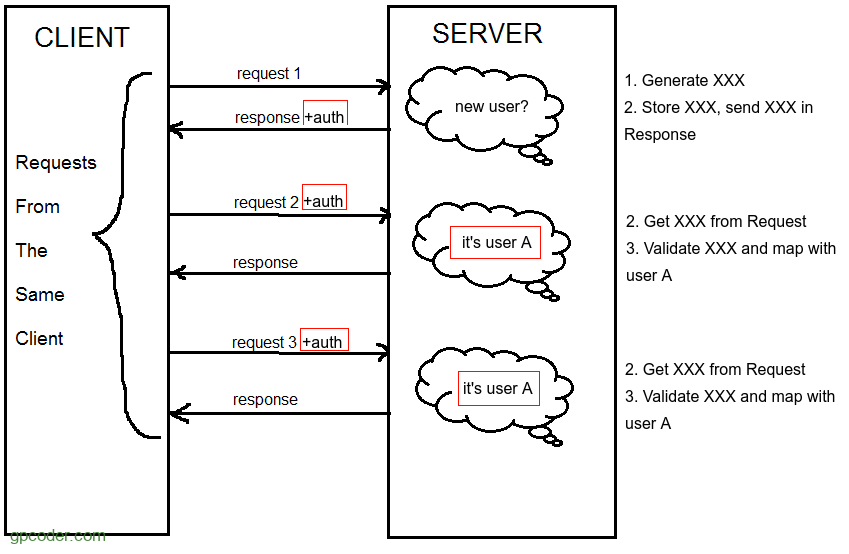 CLIENT
SERVER
request 1
response +auth
new user?
1. Generate XXX
2. Store XXX, send XXX in
Response
Requests
From
The
Same
Client
request 2 +auth
it's user A
response
2. Get XXX from Request
3. Validate XXX and map with
user A
request 3 +auth
it's user A
response
2. Get XXX from Request
3. Validate XXX and map with
user A
gpcoder.com